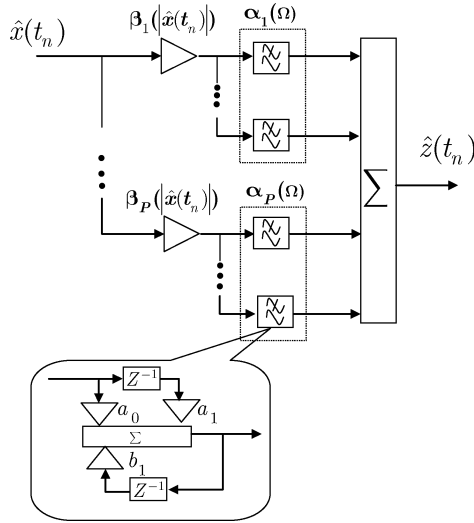 β₁(|x̂(tₙ)|)
α₁(Ω)
x̂(tₙ)
ẑ(tₙ)
Σ
β_P(|x̂(tₙ)|)
α_P(Ω)
Z⁻¹
a₀
a₁
Σ
b₁
Z⁻¹